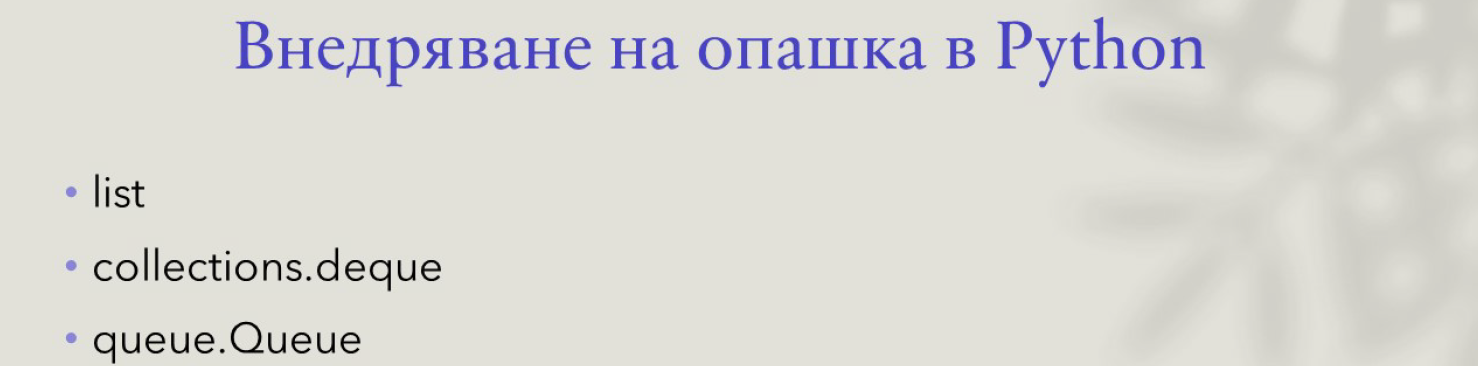 Внедряване на опашка в Python
• list
• collections.deque
• queue.Queue